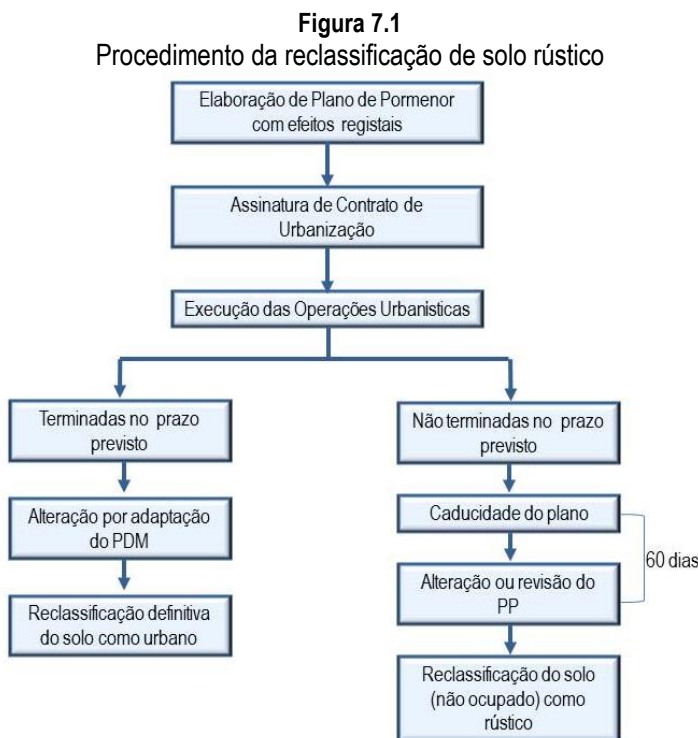 Figura 7.1
Procedimento da reclassificação de solo rústico
Elaboração de Plano de Pormenor
com efeitos registais
Assinatura de Contrato de
Urbanização
Execução das Operações Urbanísticas
Terminadas no prazo
previsto
Alteração por adaptação
do PDM
Reclassificação definitiva
do solo como urbano
Não terminadas no prazo
previsto
Caducidade do plano
Alteração ou revisão do
PP
60 dias
Reclassificação do solo
(não ocupado) como
rústico